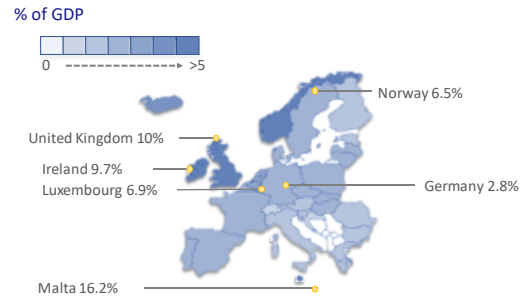 % of GDP
0 >5
Norway 6.5%
United Kingdom 10%
Ireland 9.7%
Luxembourg 6.9%
Germany 2.8%
Malta 16.2%